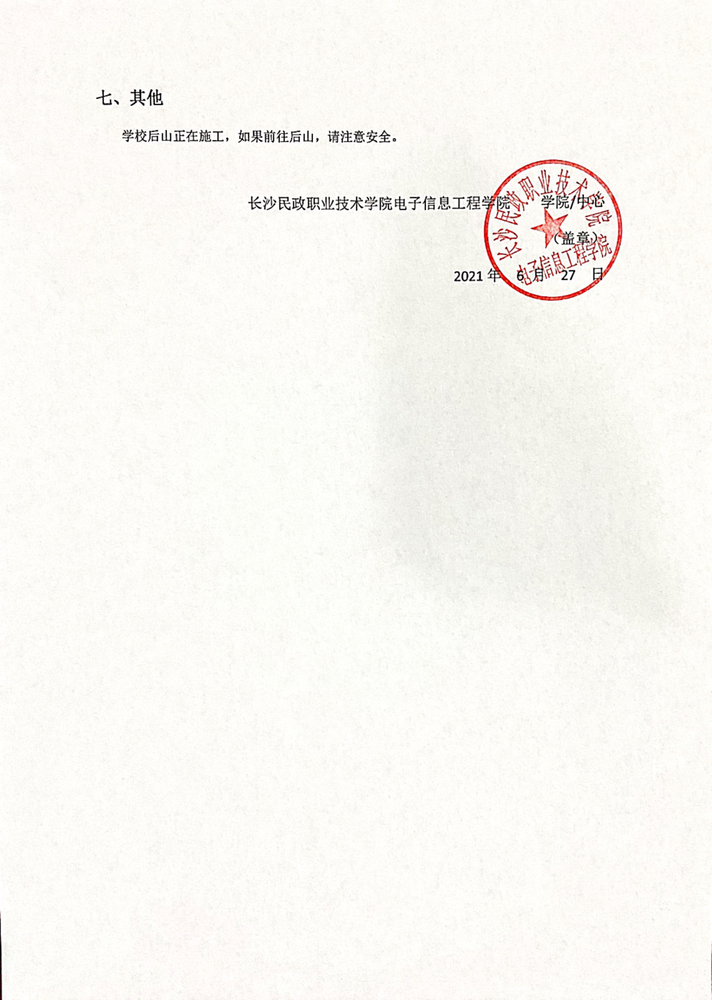 七、其他
学校后山正在施工，如果前往后山，请注意安全。
长沙民政职业技术学院电子信息工程学院 学院/中心
（盖章）
2021 年 6 月 27 日
长沙民政职业技术学院
电子信息工程学院